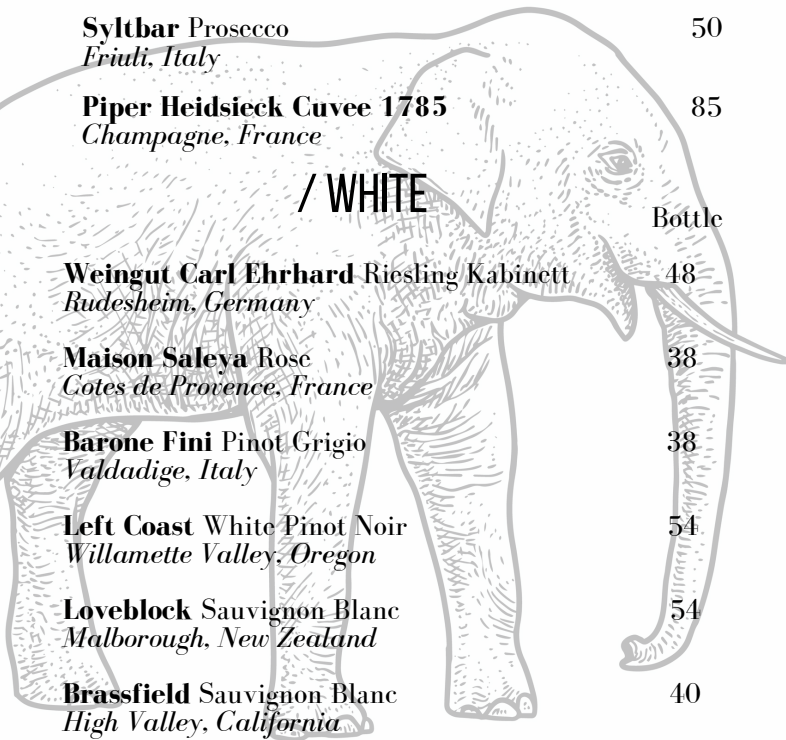 Syltbar Prosecco 50
Friuli, Italy
Piper Heidsieck Cuvee 1785 85
Champagne, France
/ WHITE
Bottle
Weingut Carl Ehrhard Riesling Kabinett 48
Rudesheim, Germany
Maison Saleya Rose 38
Cotes de Provence, France
Barone Fini Pinot Grigio 38
Valdadige, Italy
Left Coast White Pinot Noir 54
Willamette Valley, Oregon
Loveblock Sauvignon Blanc 54
Malborough, New Zealand
Brassfield Sauvignon Blanc 40
High Valley, California